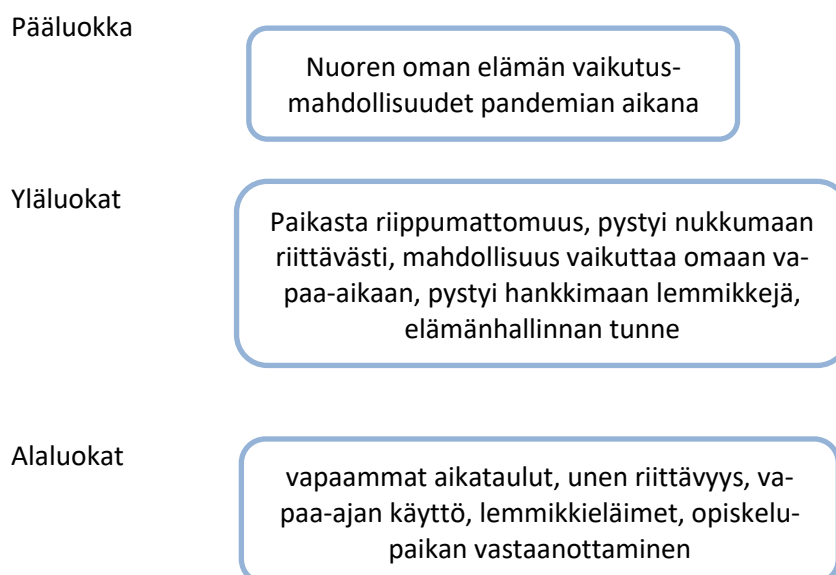 Pääluokka
Nuoren oman elämän vaikutus-
mahdollisuudet pandemian aikana
Yläluokat
Paikasta riippumattomuus, pystyi nukkumaan
riittävästi, mahdollisuus vaikuttaa omaan va-
paa-aikaan, pystyi hankkimaan lemmikkejä,
elämänhallinnan tunne
Alaluokat
vapaammat aikataulut, unen riittävyys, va-
paa-ajan käyttö, lemmikkieläimet, opiskelu-
paikan vastaanottaminen